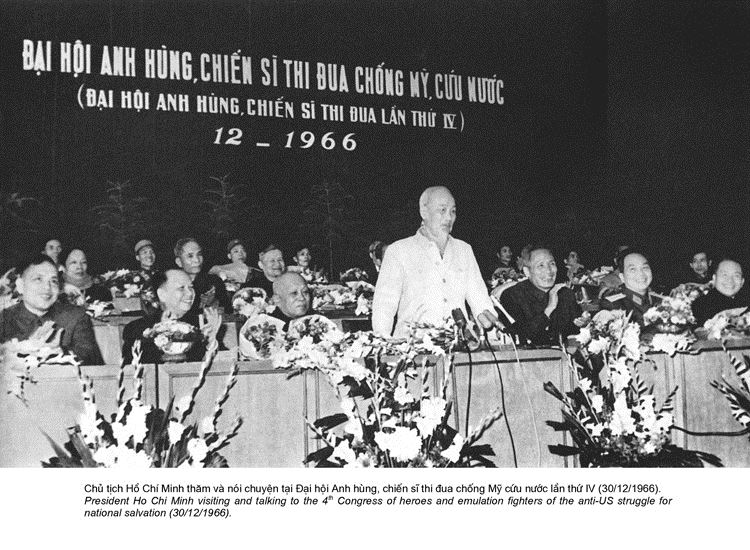 ĐẠI HỘI ANH HÙNG, CHIẾN SĨ THI ĐUA CHỐNG MỸ, CỨU NƯỚC
(ĐẠI HỘI ANH HÙNG, CHIẾN SĨ THI ĐUA LẦN THỨ IV)
12 - 1966
Chủ tịch Hồ Chí Minh thăm và nói chuyện tại Đại hội Anh hùng, chiến sĩ thi đua chống Mỹ cứu nước lần thứ IV (30/12/1966).
President Ho Chi Minh visiting and talking to the 4th Congress of heroes and emulation fighters of the anti-US struggle for
national salvation (30/12/1966).